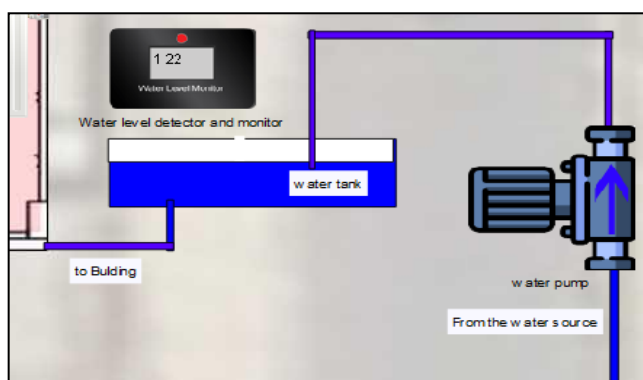 1 22
Water Level Monitor
Water level detector and monitor
water tank
to Bulding
water pump
From the water source